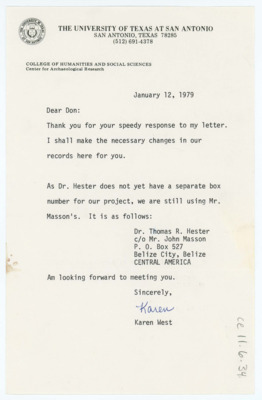 THE UNIVERSITY OF TEXAS AT SAN ANTONIO
SAN ANTONIO, TEXAS 78285
(512) 691-4378
COLLEGE OF HUMANITIES AND SOCIAL SCIENCES
Center for Archaeological Research
January 12, 1979
Dear Don:
Thank you for your speedy response to my letter.
I shall make the necessary changes in our
records here for you.
As Dr. Hester does not yet have a separate box
number for our project, we are still using Mr.
Masson's. It is as follows:
Dr. Thomas R. Hester
c/o Mr. John Masson
P. O. Box 527
Belize City, Belize
CENTRAL AMERICA
Am looking forward to meeting you.
Sincerely,
Karen
Karen West